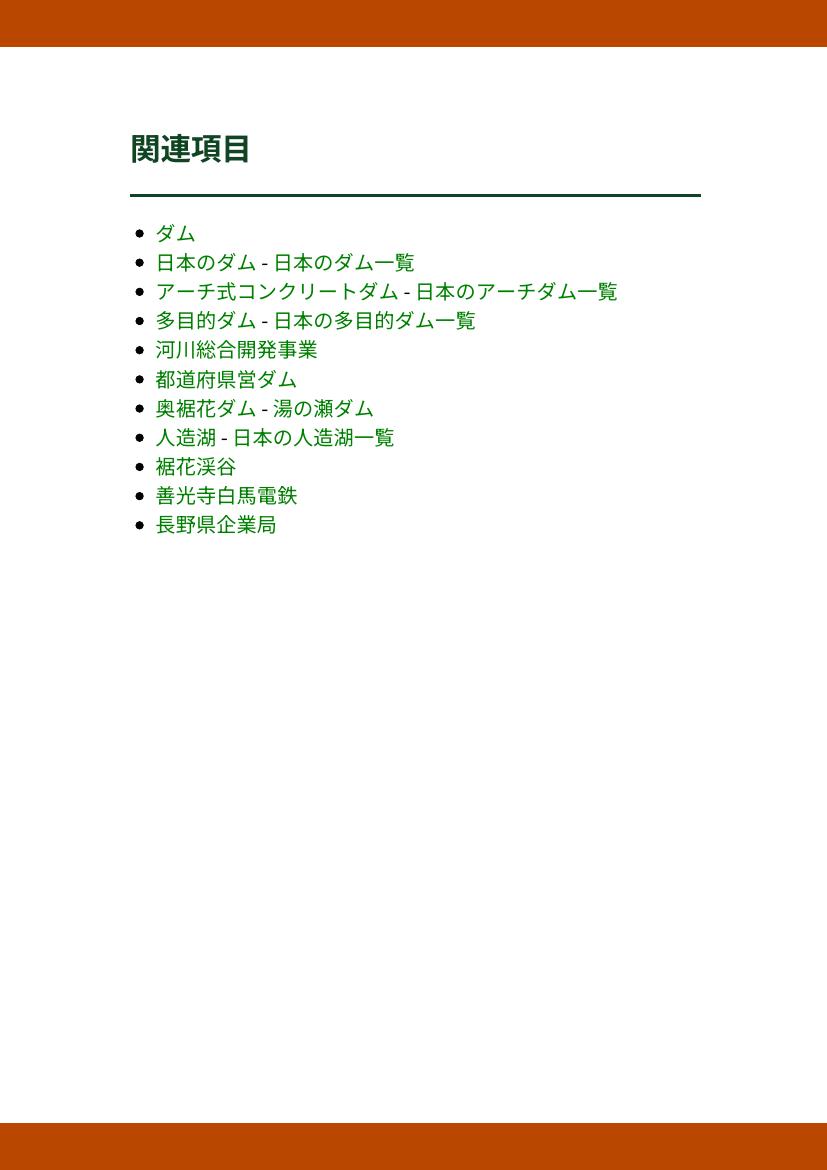 関連項目
ダム
日本のダム - 日本のダム一覧
アーチ式コンクリートダム - 日本のアーチダム一覧
多目的ダム - 日本の多目的ダム一覧
河川総合開発事業
都道府県営ダム
奥裾花ダム - 湯の瀬ダム
人造湖 - 日本の人造湖一覧
裾花渓谷
善光寺白馬電鉄
長野県企業局